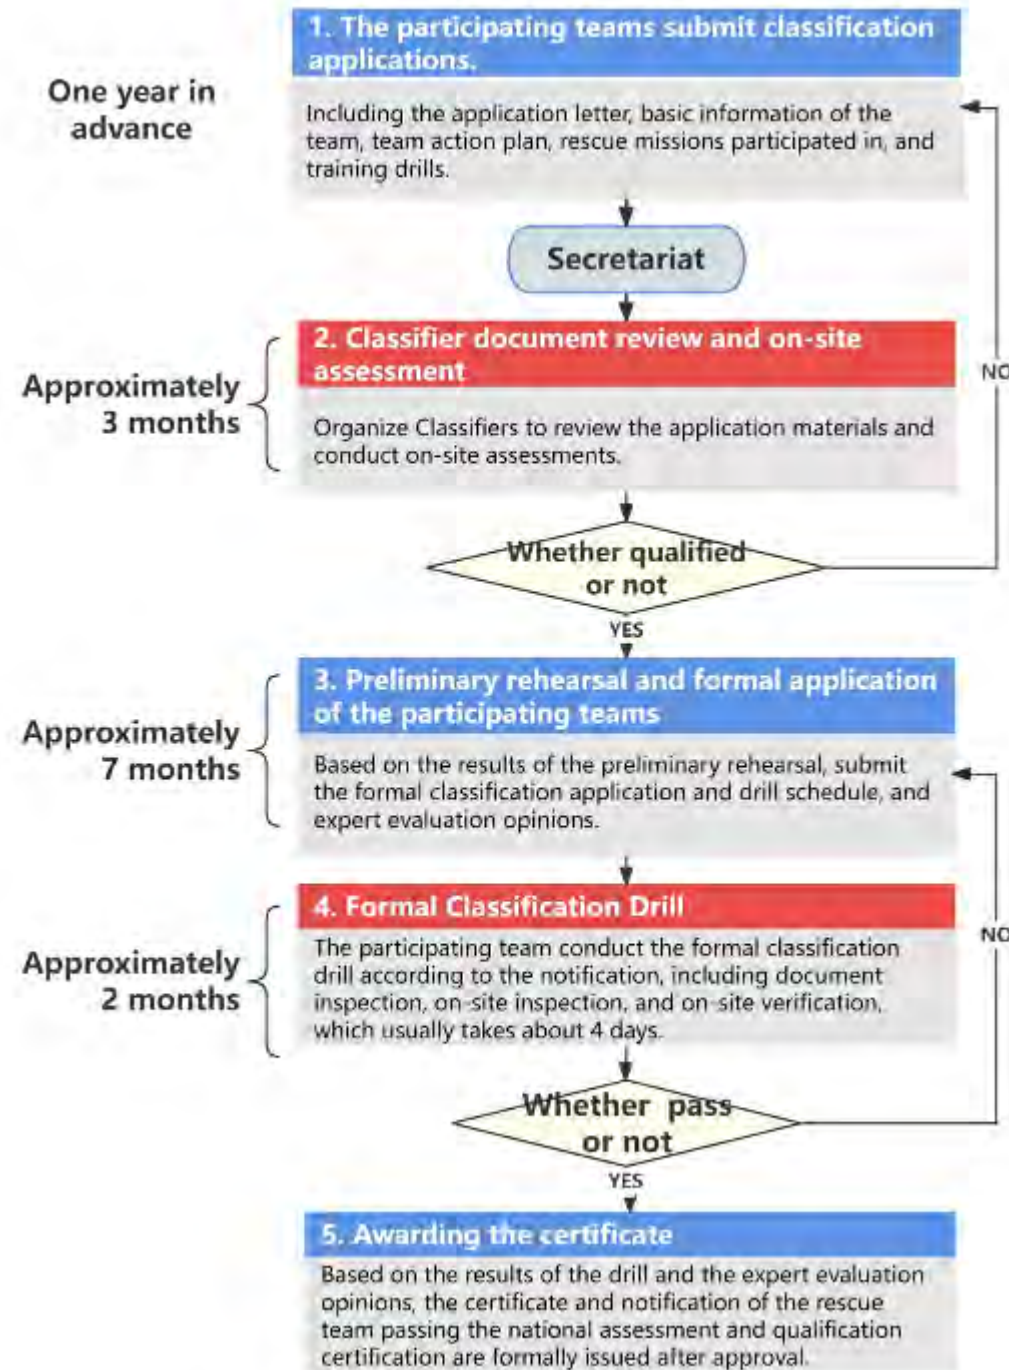 1. The participating teams submit classification
applications.
One year in
advance
Including the application letter, basic information of the
team, team action plan, rescue missions participated in, and
training drills.
Secretariat
2. Classifier document review and on-site
assessment
Approximately
3 months
Organize Classifiers to review the application materials and
conduct on-site assessments.
NO
Whether qualified
or not
YES
3. Preliminary rehearsal and formal application
of the participating teams
Approximately
7 months
Based on the results of the preliminary rehearsal, submit
the formal classification application and drill schedule, and
expert evaluation opinions.
4. Formal Classification Drill
NO
Approximately
2 months
The participating team conduct the formal classification
drill according to the notification, including document
inspection, on-site inspection, and on-site verification,
which usually takes about 4 days.
Whether pass
or not
YES
5. Awarding the certificate
Based on the results of the drill and the expert evaluation
opinions, the certificate and notification of the rescue
team passing the national assessment and qualification
certification are formally issued after approval.